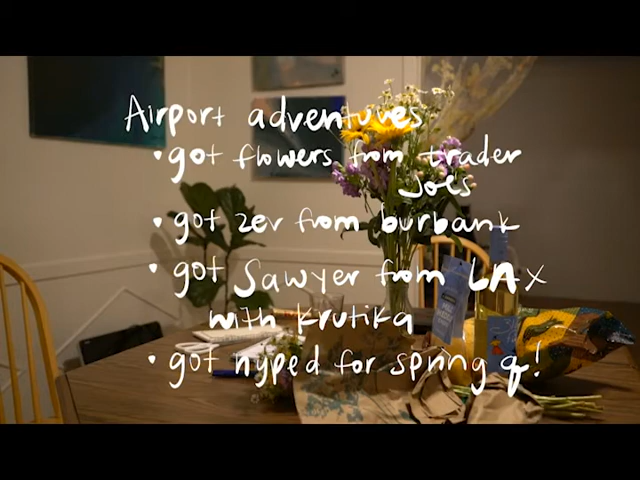 Airport adventures
• got flowers from trader
joes
• got zev from burbank
• got Sawyer from LAX
with krutika
• got hyped for spring q!